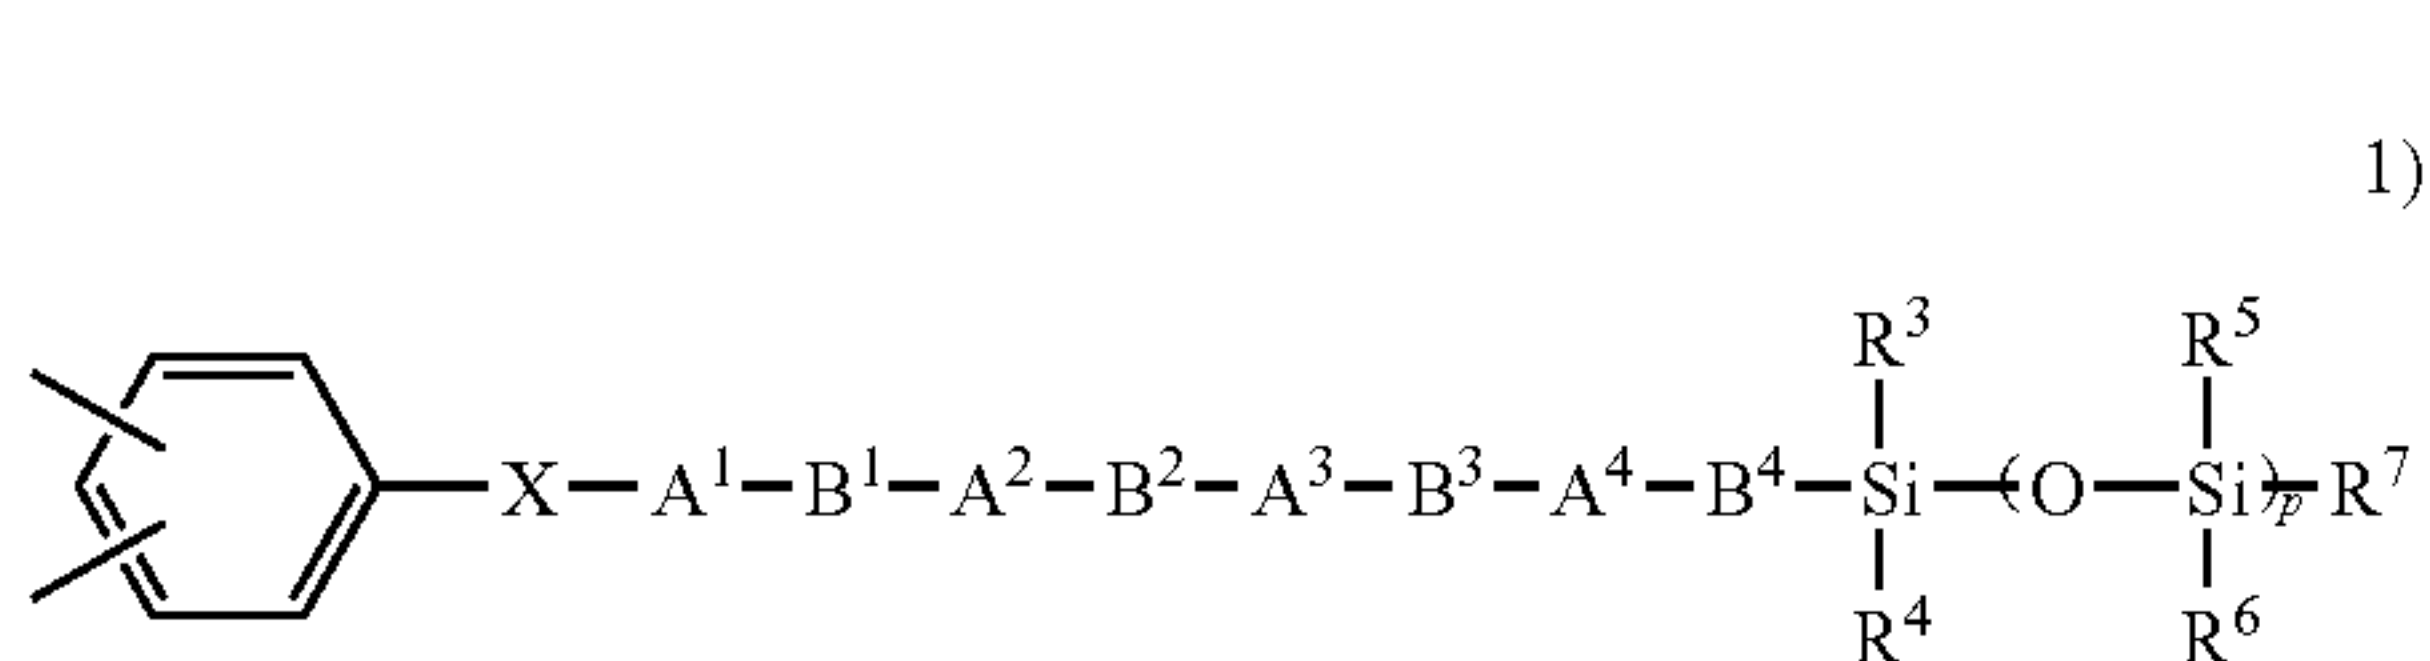 1)
R³ R⁵
X—A¹—B¹—A²—B²—A³—B³—A⁴—B⁴—Si—(O—Si)ₚ—R⁷
R⁴ R⁶